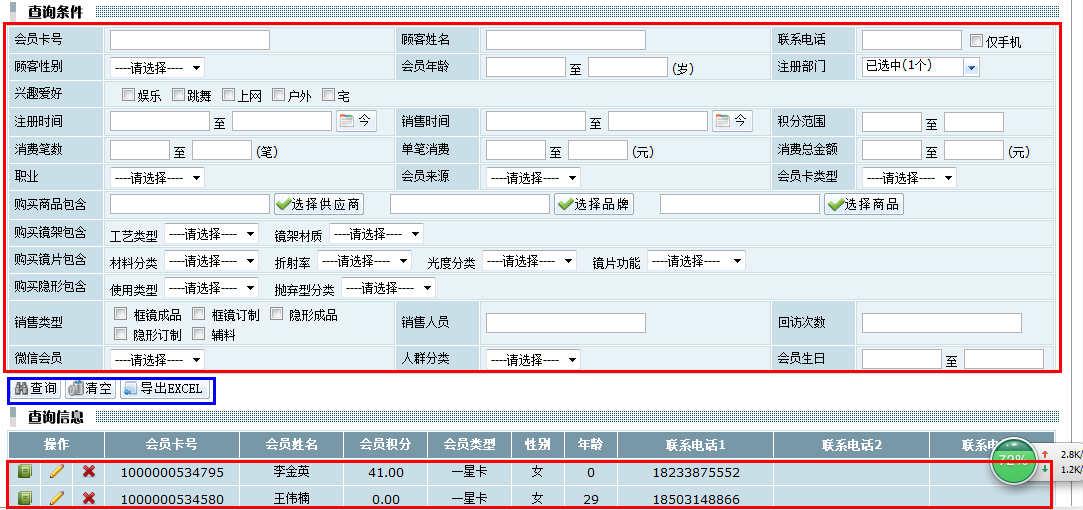 查询条件
会员卡号 顾客姓名 联系电话 仅手机
顾客性别 ----请选择---- 会员年龄 至 (岁) 注册部门 已选中(1个)
兴趣爱好 娱乐 跳舞 上网 户外 宅
注册时间 至 今 销售时间 至 今 积分范围 至
消费笔数 至 (笔) 单笔消费 至 (元) 消费总金额 至 (元)
职业 ----请选择---- 会员来源 ----请选择---- 会员卡类型 ----请选择----
购买商品包含 选择供应商 选择品牌 选择商品
购买镜架包含 工艺类型 ----请选择---- 镜架材质 ----请选择----
购买镜片包含 材料分类 ----请选择---- 折射率 ----请选择---- 光度分类 ----请选择---- 镜片功能 ----请选择----
购买隐形包含 使用类型 ----请选择---- 抛弃型分类 ----请选择----
销售类型 框镜成品 框镜订制 隐形成品 销售人员 回访次数
隐形订制 辅料
微信会员 ----请选择---- 人群分类 ----请选择---- 会员生日 至
查询 清空 导出EXCEL
查询信息
操作 会员卡号 会员姓名 会员积分 会员类型 性别 年龄 联系电话1 联系电话2 联系电
1000000534795 李金英 41.00 一星卡 女 0 18233875552
1000000534580 王伟楠 0.00 一星卡 女 29 18503148866
72% 2.8K/
1.2K/